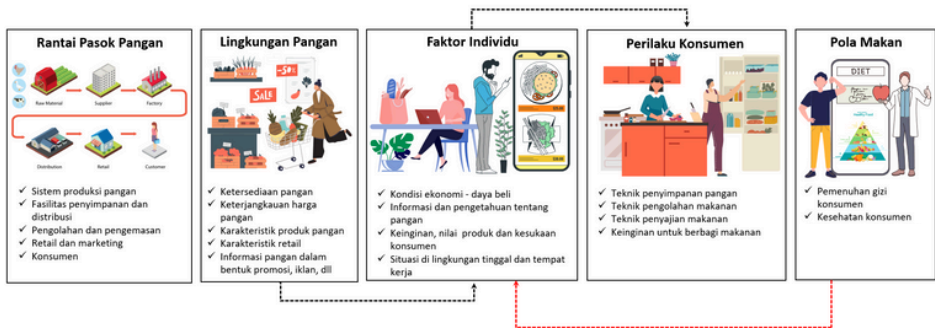 Rantai Pasok Pangan
Raw Material
Supplier
Factory
Distribution
Retail
Customer
✓ Sistem produksi pangan
✓ Fasilitas penyimpanan dan
distribusi
✓ Pengolahan dan pengemasan
✓ Retail dan marketing
✓ Konsumen
Lingkungan Pangan
-50%
SALE
✓ Ketersediaan pangan
✓ Keterjangkauan harga
pangan
✓ Karakteristik produk pangan
✓ Karakteristik retail
✓ Informasi pangan dalam
bentuk promosi, iklan, dll
Faktor Individu
✓ Kondisi ekonomi - daya beli
✓ Informasi dan pengetahuan tentang
pangan
✓ Keinginan, nilai produk dan kesukaan
konsumen
✓ Situasi di lingkungan tinggal dan tempat
kerja
Perilaku Konsumen
✓ Teknik penyimpanan pangan
✓ Teknik pengolahan makanan
✓ Teknik penyajian makanan
✓ Keinginan untuk berbagi makanan
Pola Makan
DIET
✓ Pemenuhan gizi
konsumen
✓ Kesehatan konsumen